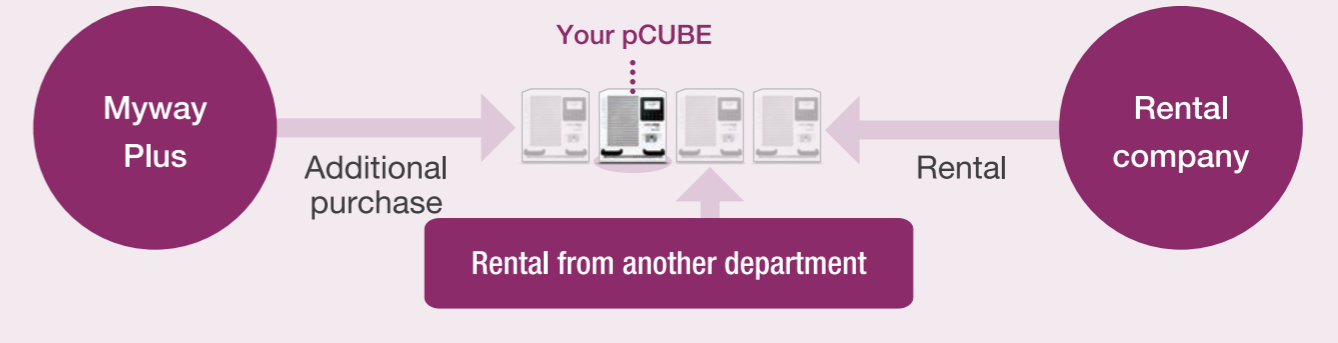 Your pCUBE
Myway
Plus
Additional
purchase
Rental
Rental
company
Rental from another department